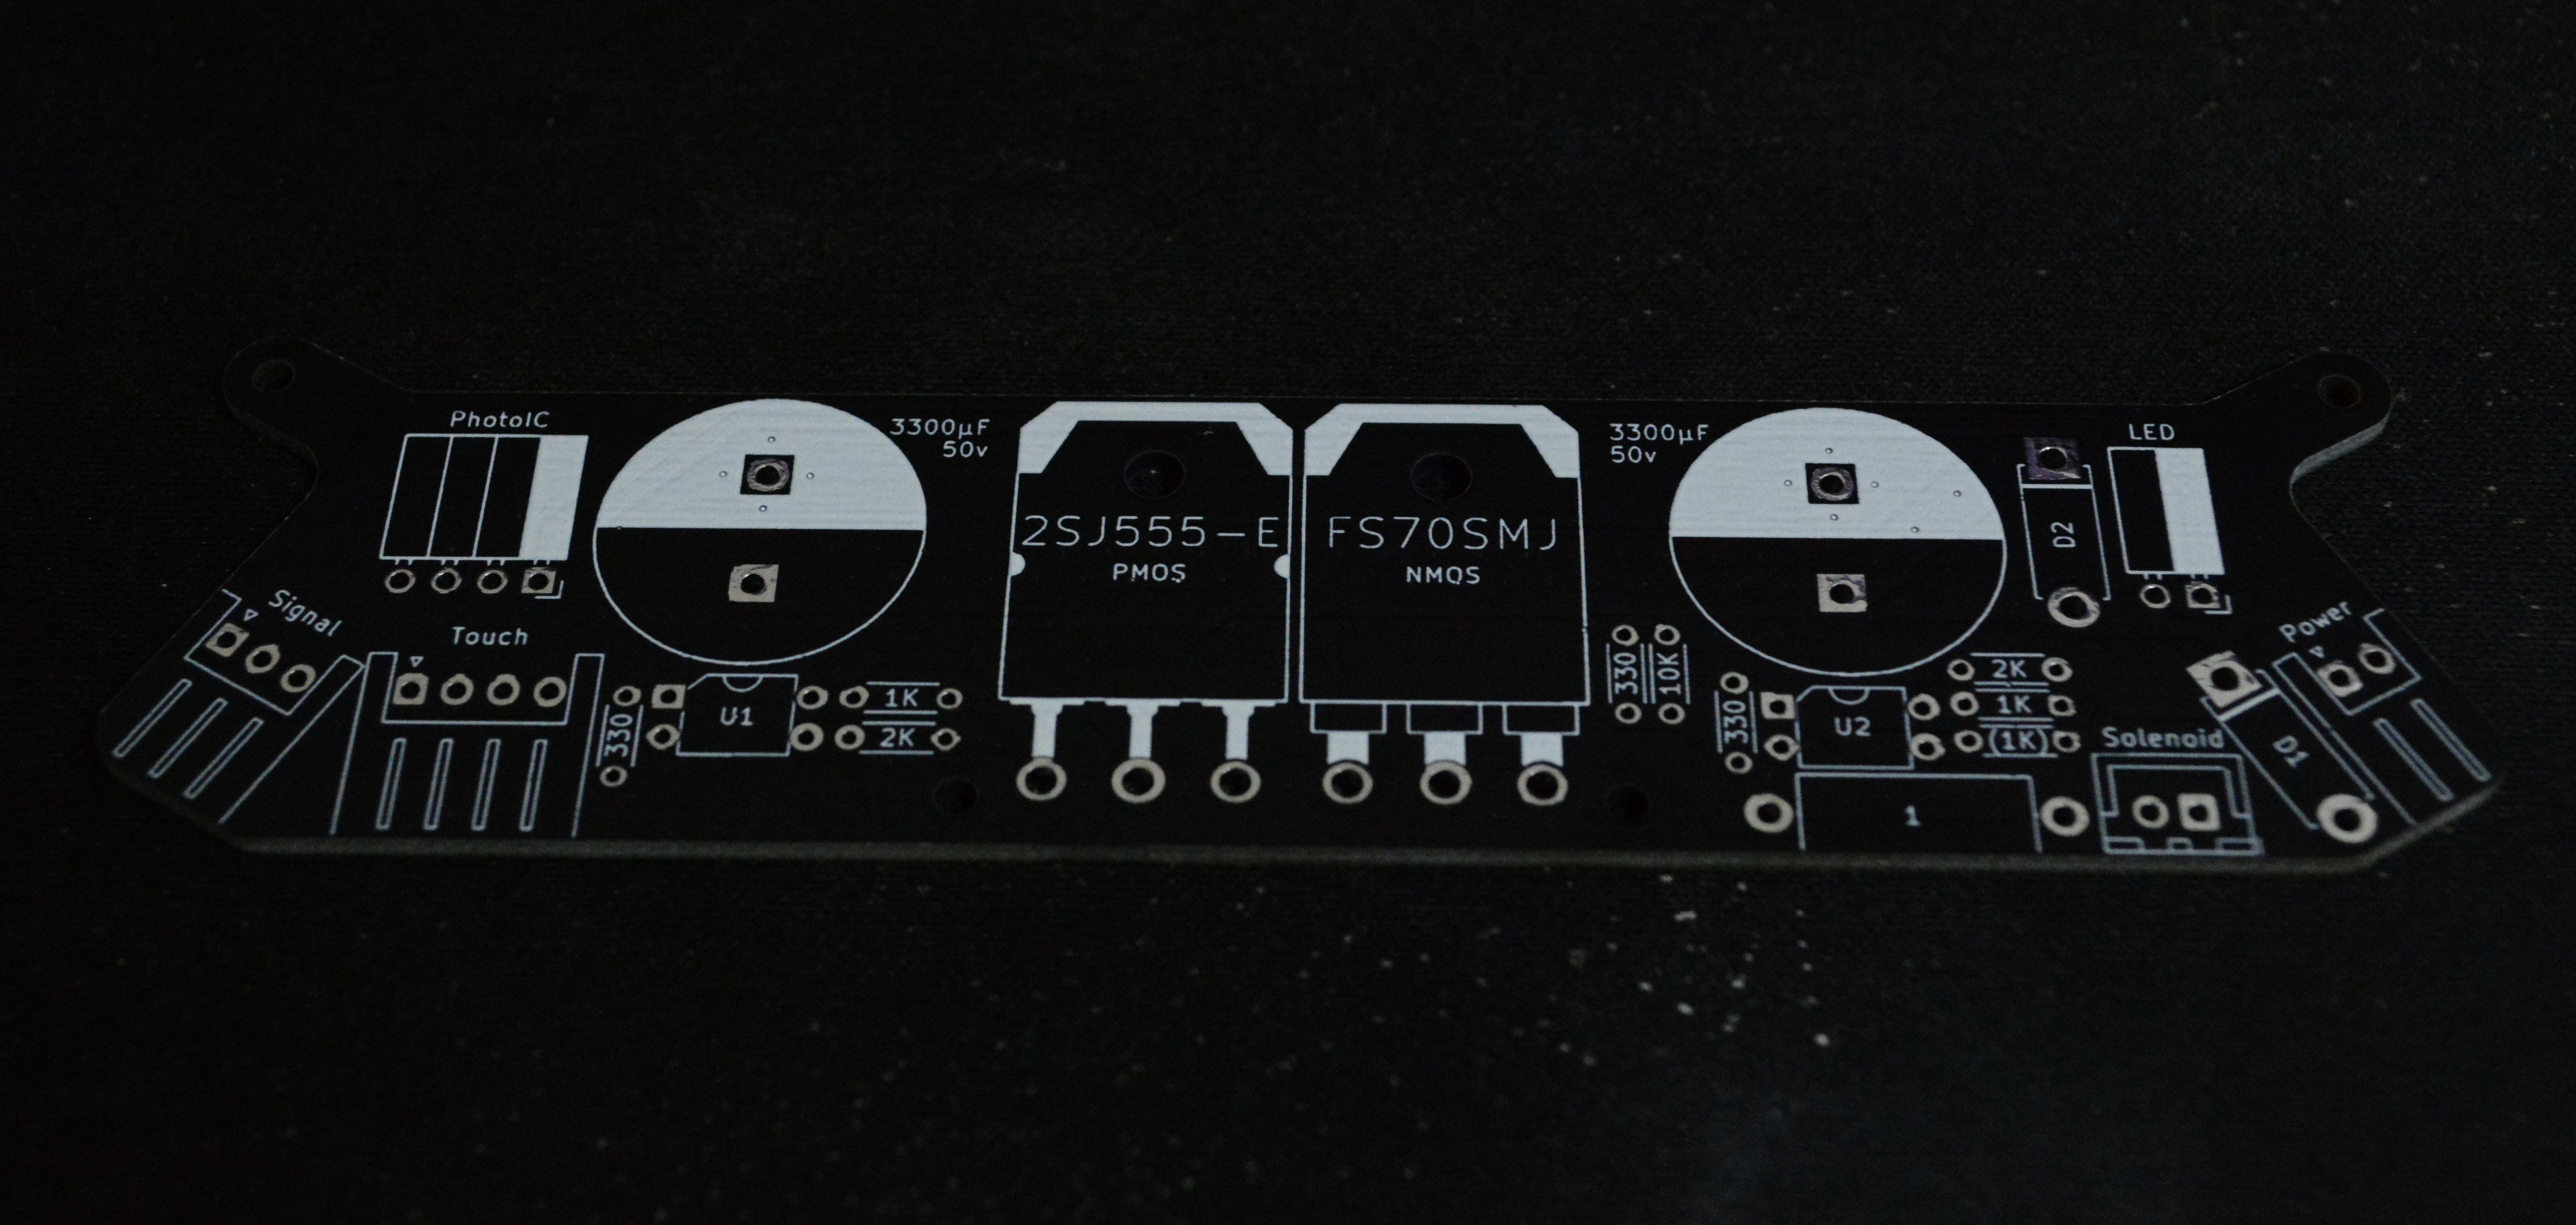 PhotoIC
3300µF
50v
2SJ555-E
PMOS
FS70SMJ
NMOS
3300µF
50v
D2
LED
Signal
Touch
330
U1
1K
2K
330
10K
330
U2
2K
1K
(1K)
1
Solenoid
D1
Power